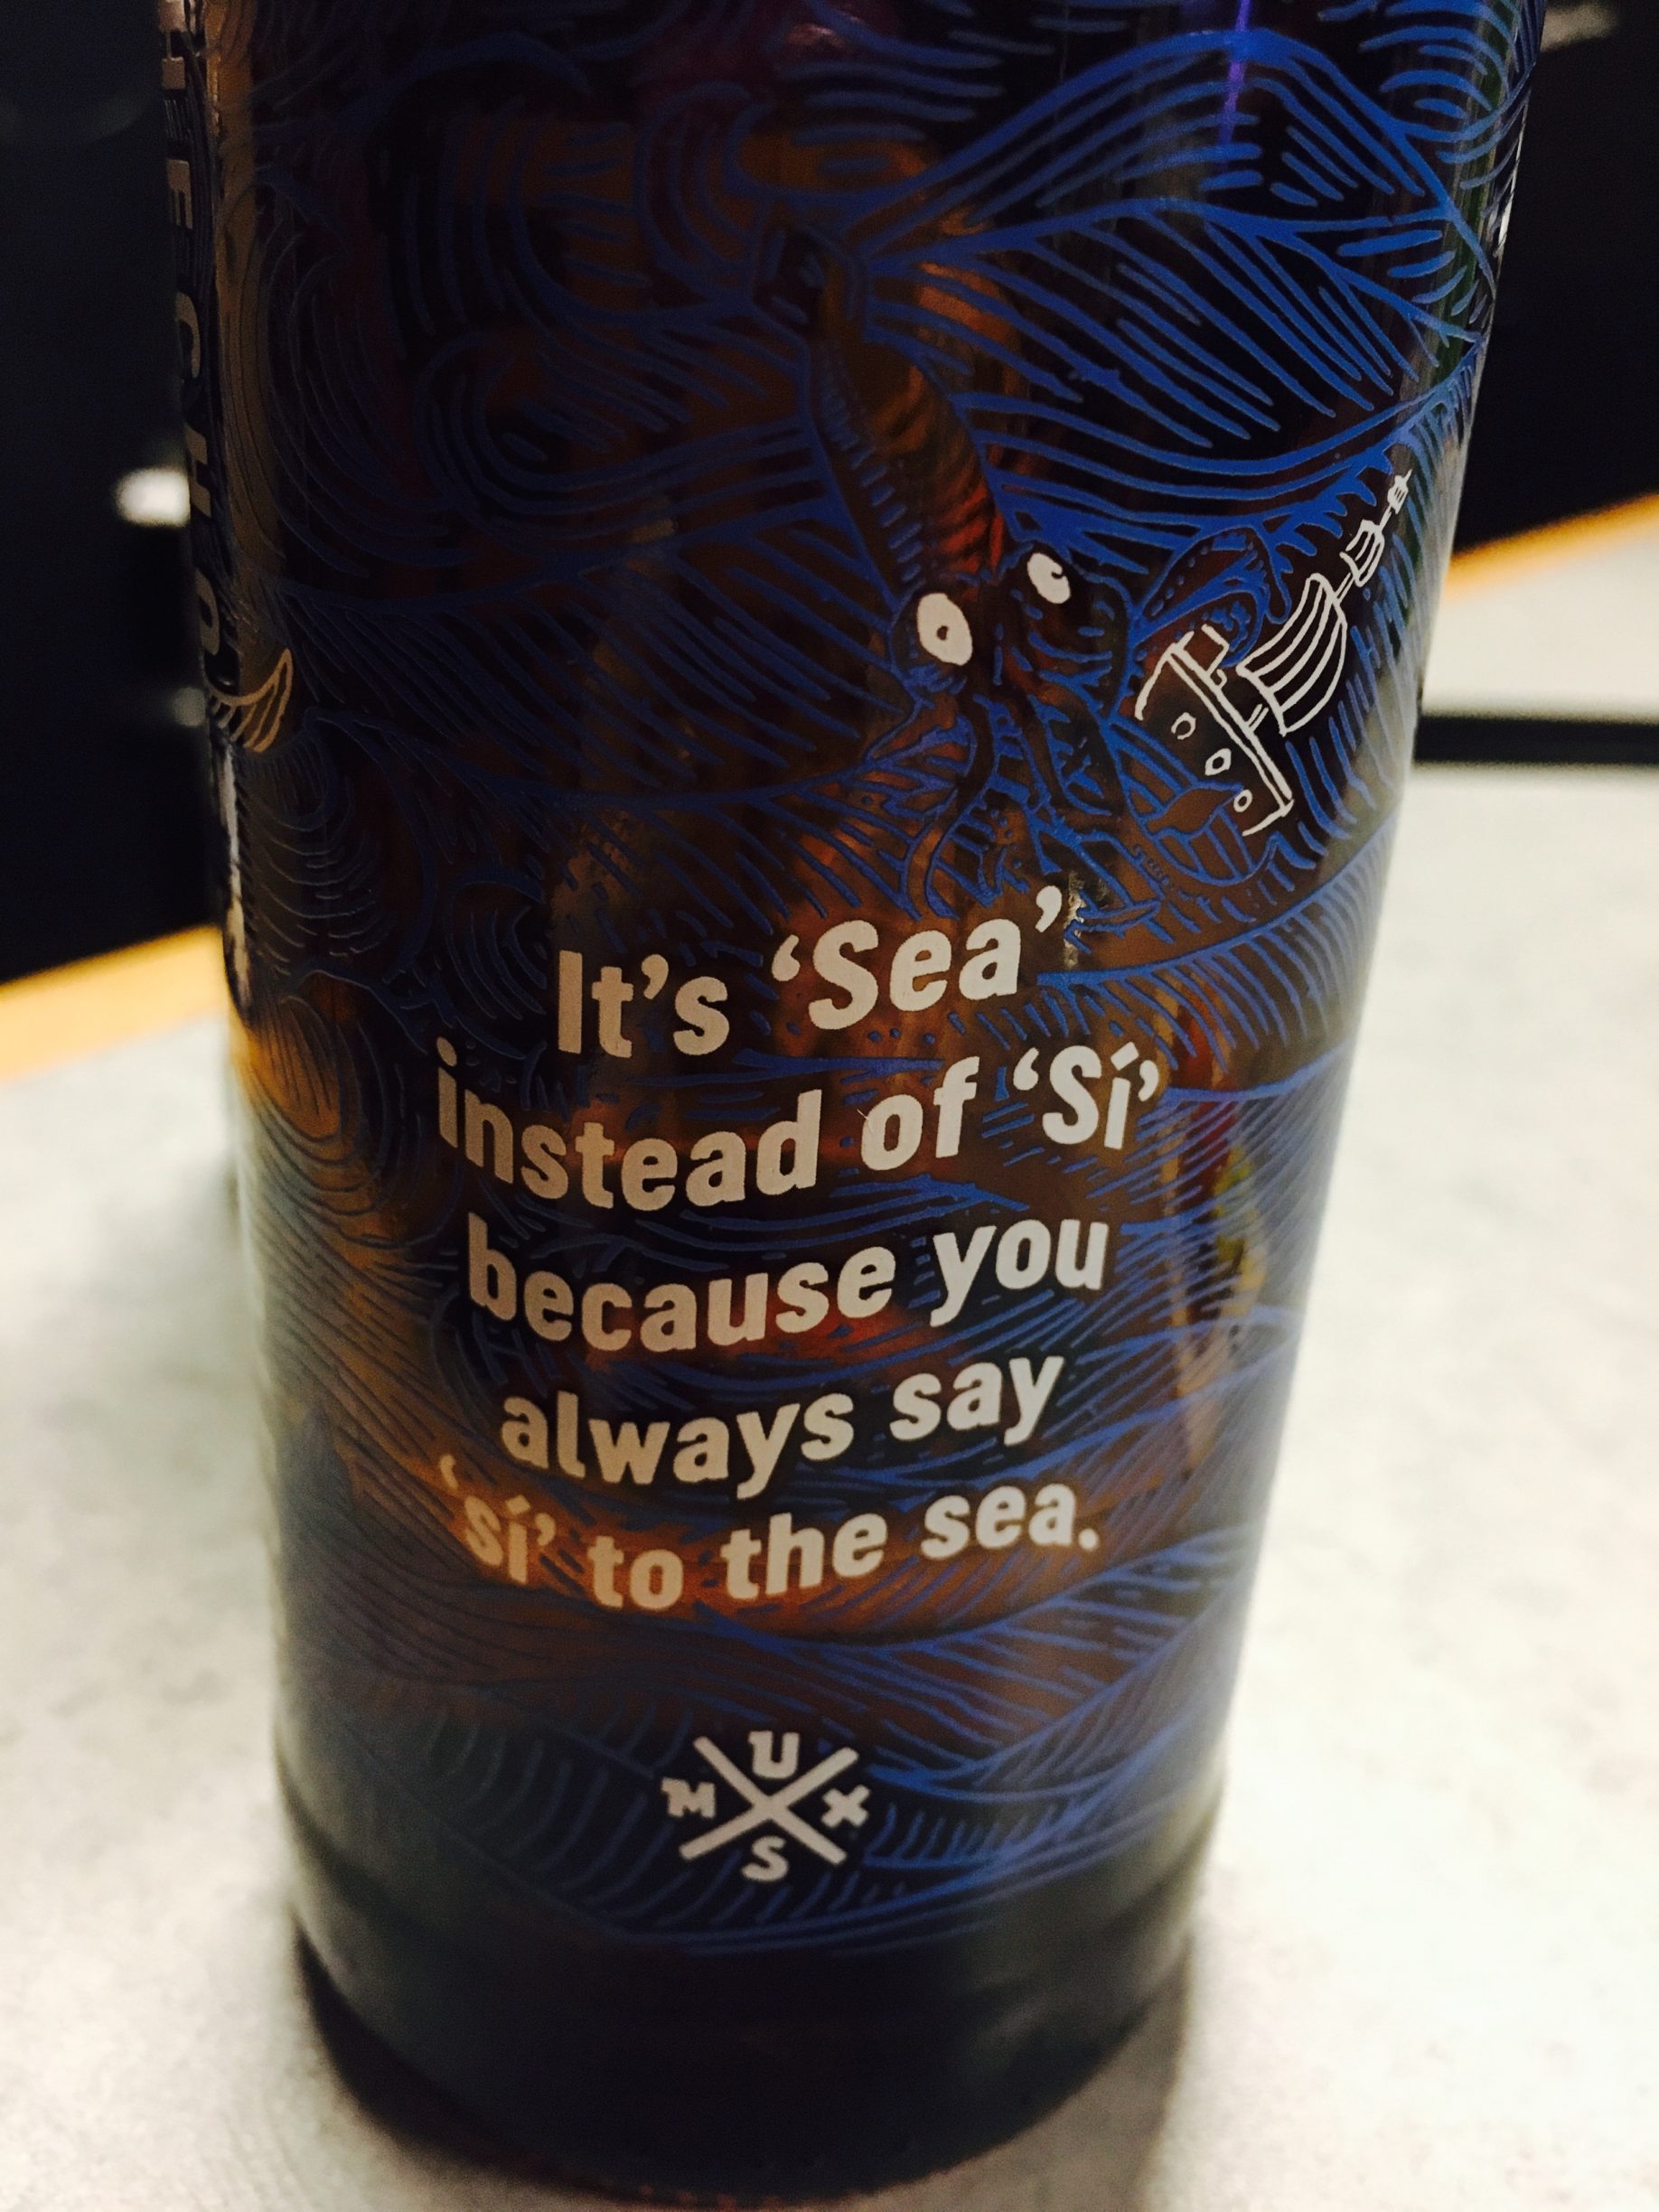 It’s ‘Sea’
instead of ‘Sí’
because you
always say
‘sí’ to the sea.
U
M X
S